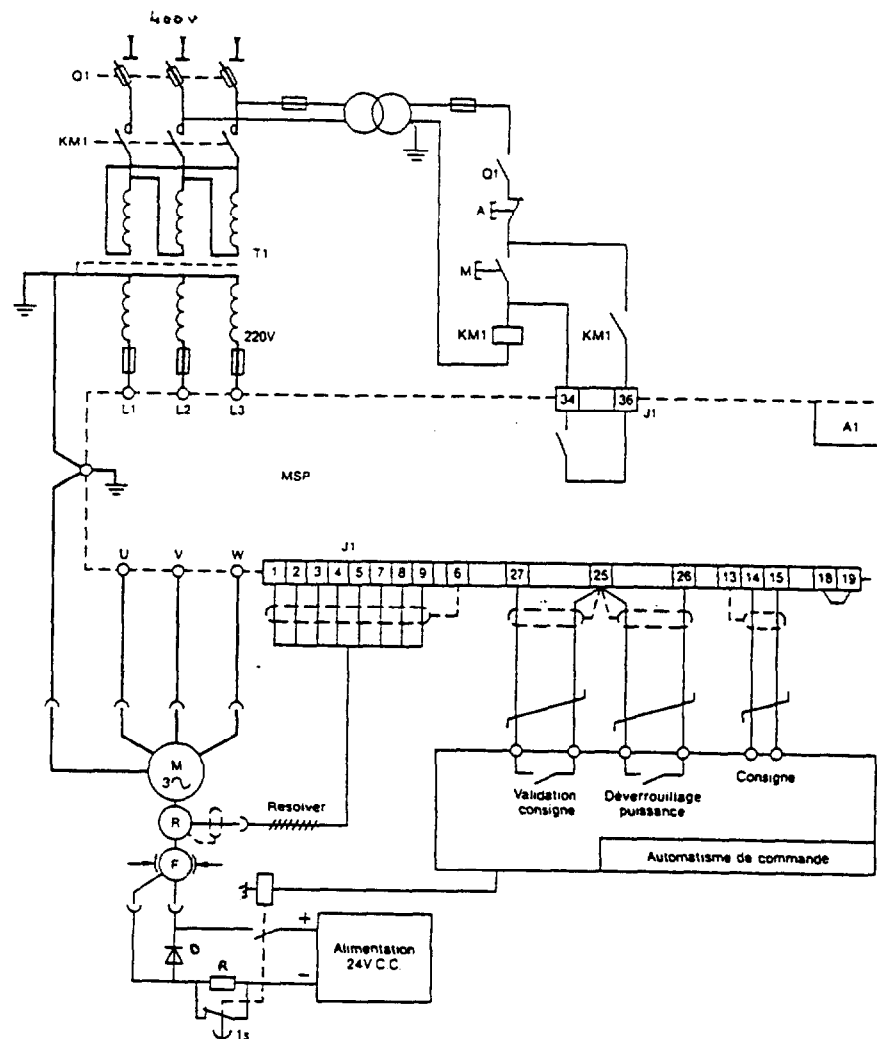 400V
Q1
KM1
Q1
A
T1
M
220V
KM1
KM1
L1 L2 L3
34 36
J1
A1
MSP
U V W
J1
1 2 3 4 5 7 8 9 6 27 25 26 13 14 15 18 19
M
3
Validation consigne
Déverrouillage puissance
Consigne
Resolver
R
Automatisme de commande
F
+
D
R
-
Alimentation
24V C.C.
1s